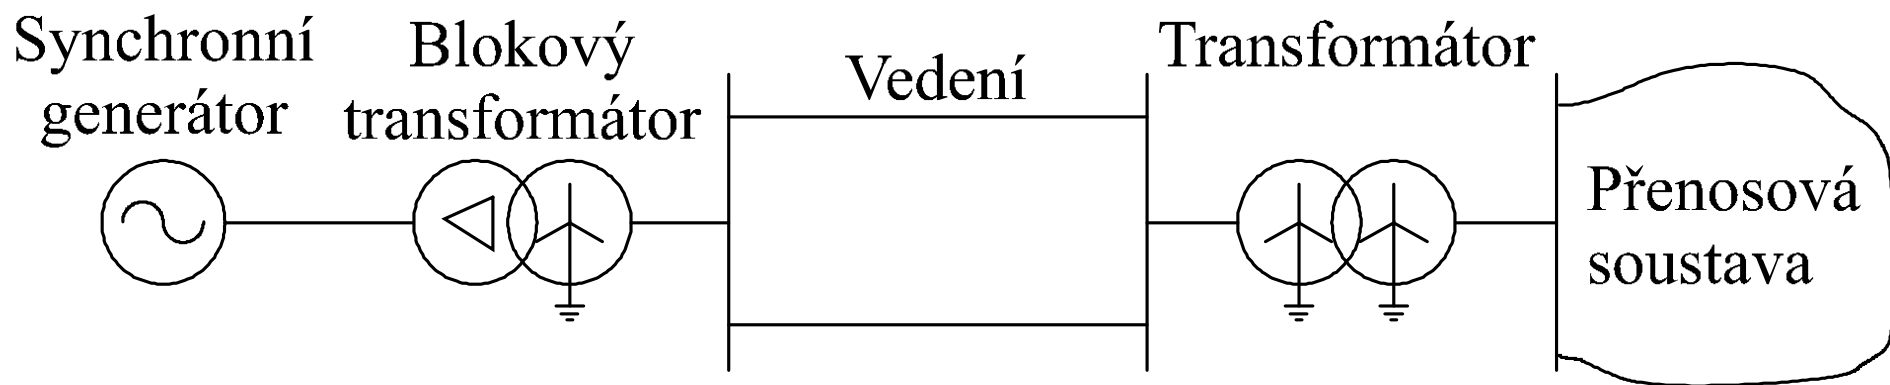 Synchronní
generátor
Blokový
transformátor
Vedení
Transformátor
Přenosová
soustava